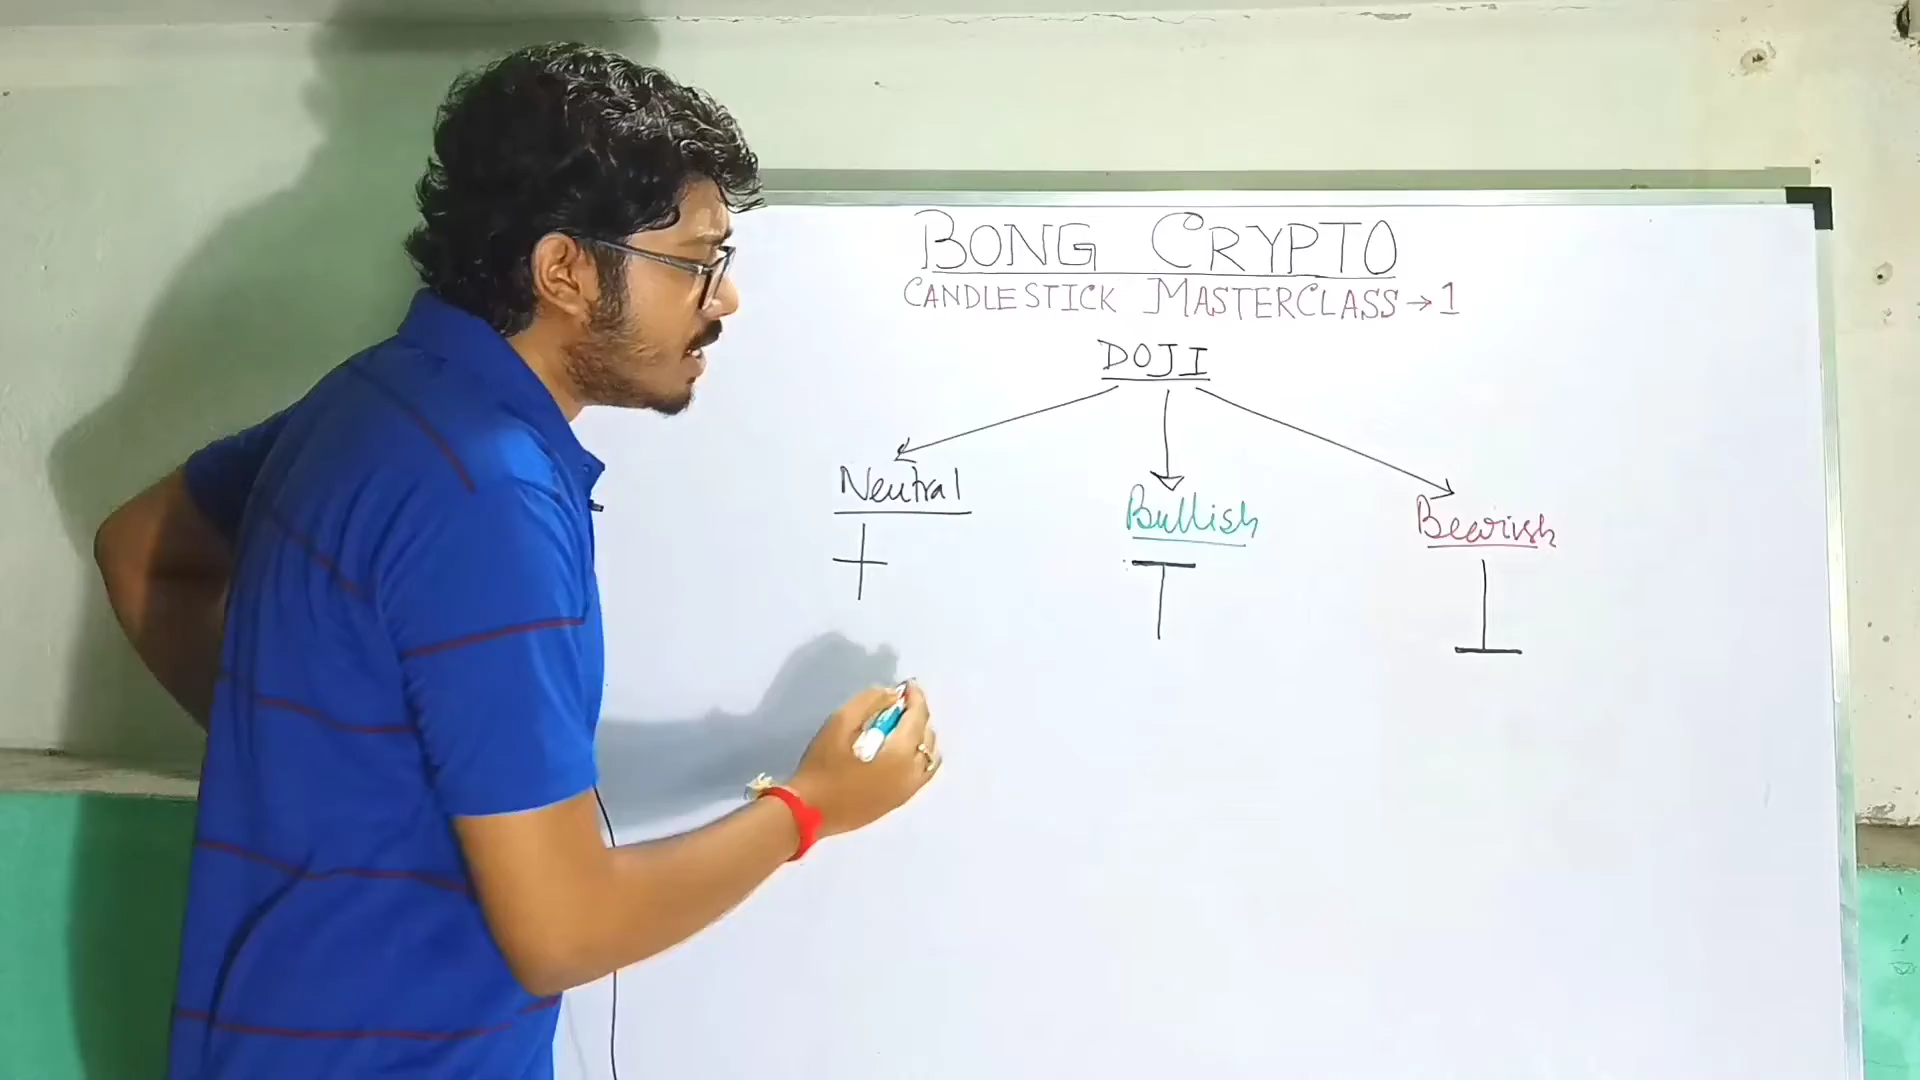 BONG CRYPTO
CANDLESTICK MASTERCLASS → 1
DOJI
Neutral
Bullish
Bearish